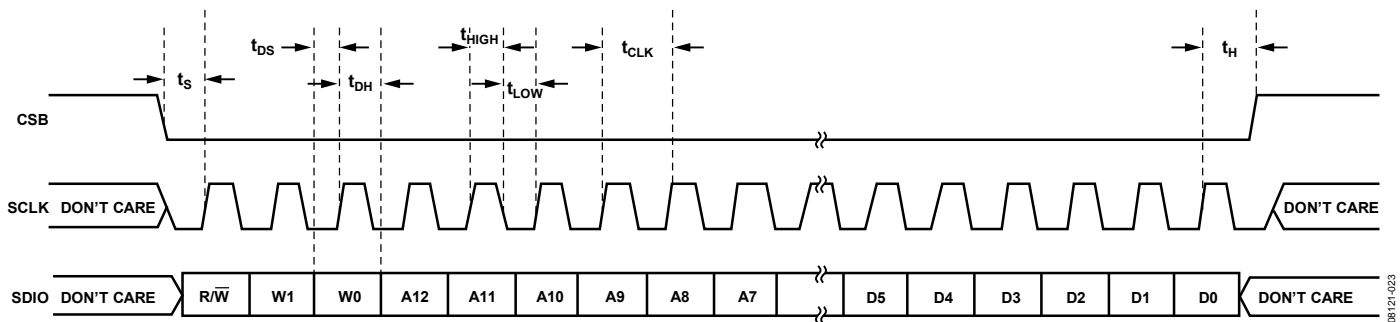 tDS
tHIGH
tCLK
tH
tS
tDH
tLOW
CSB
SCLK DON'T CARE DON'T CARE
SDIO DON'T CARE R/W̅ W1 W0 A12 A11 A10 A9 A8 A7 D5 D4 D3 D2 D1 D0 DON'T CARE
08121-023